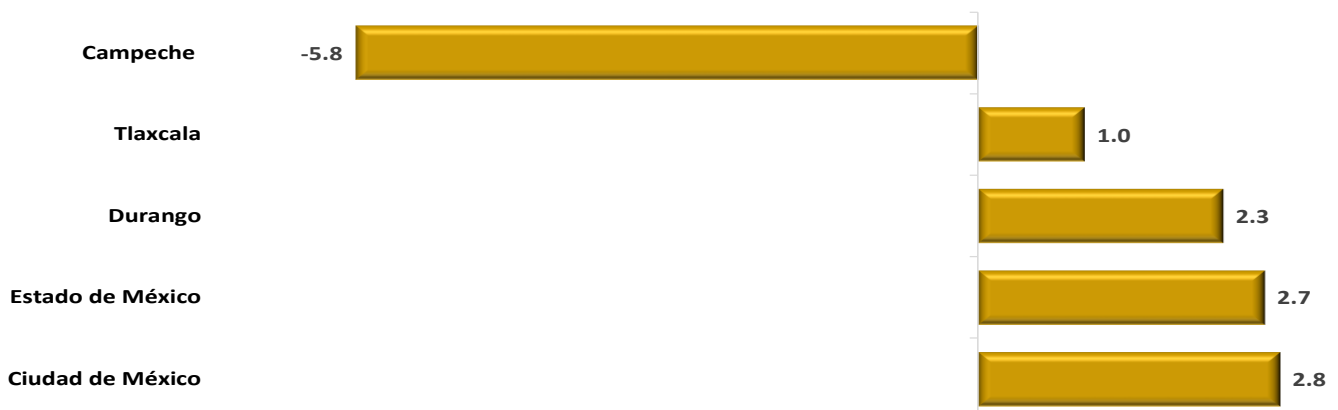 Campeche -5.8
Tlaxcala 1.0
Durango 2.3
Estado de México 2.7
Ciudad de México 2.8